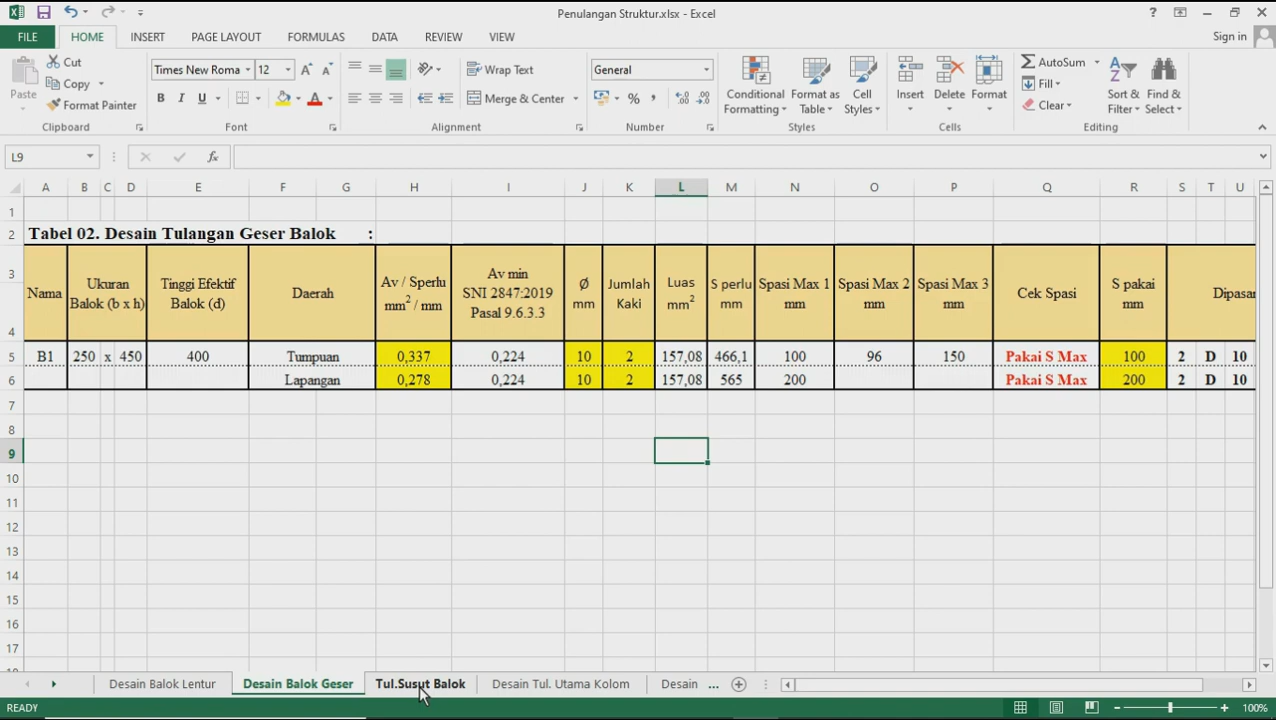 Penulangan Struktur.xlsx - Excel
FILE HOME INSERT PAGE LAYOUT FORMULAS DATA REVIEW VIEW Sign in
Cut
Copy
Format Painter
Paste
Clipboard
Times New Roma 12
B I U
Font
Wrap Text
Merge & Center
Alignment
General
Number
Conditional Formatting
Format as Table
Cell Styles
Styles
Insert Delete Format
Cells
AutoSum
Fill
Clear
Sort & Filter
Find & Select
Editing
L9
fx
A B C D E F G H I J K L M N O P Q R S T U
1
2 Tabel 02. Desain Tulangan Geser Balok :
3
4
Nama
Ukuran
Balok (b x h)
Tinggi Efektif
Balok (d)
Daerah
Av / Sperlu
mm2 / mm
Av min
SNI 2847:2019
Pasal 9.6.3.3
Ø
mm
Jumlah
Kaki
Luas
mm2
S perlu
mm
Spasi Max 1
mm
Spasi Max 2
mm
Spasi Max 3
mm
Cek Spasi
S pakai
mm
5 B1 250 x 450 400 Tumpuan 0,337 0,224 10 2 157,08 466,1 100 96 150 Pakai S Max 100 2 D 10
6 Lapangan 0,278 0,224 10 2 157,08 565 200 Pakai S Max 200 2 D 10
7
8
9
10
11
12
13
14
15
16
17
Desain Balok Lentur Desain Balok Geser Tul.Susut Balok Desain Tul. Utama Kolom Desain ...
READY 100%